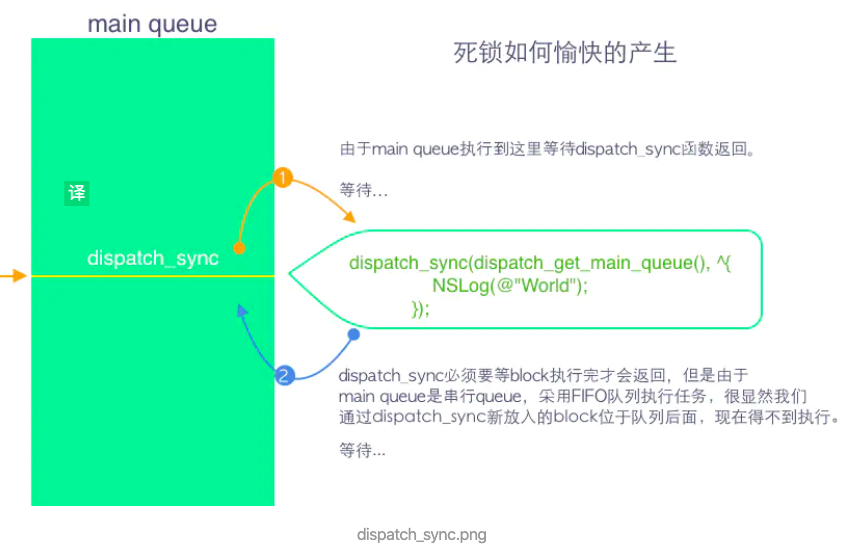 main queue
死锁如何愉快的产生
由于main queue执行到这里等待dispatch_sync函数返回。
1
译
等待...
dispatch_sync
dispatch_sync(dispatch_get_main_queue(), ^{
NSLog(@"World");
});
2
dispatch_sync必须要等block执行完才会返回，但是由于
main queue是串行queue，采用FIFO队列执行任务，很显然我们
通过dispatch_sync新放入的block位于队列后面，现在得不到执行。
等待...
dispatch_sync.png